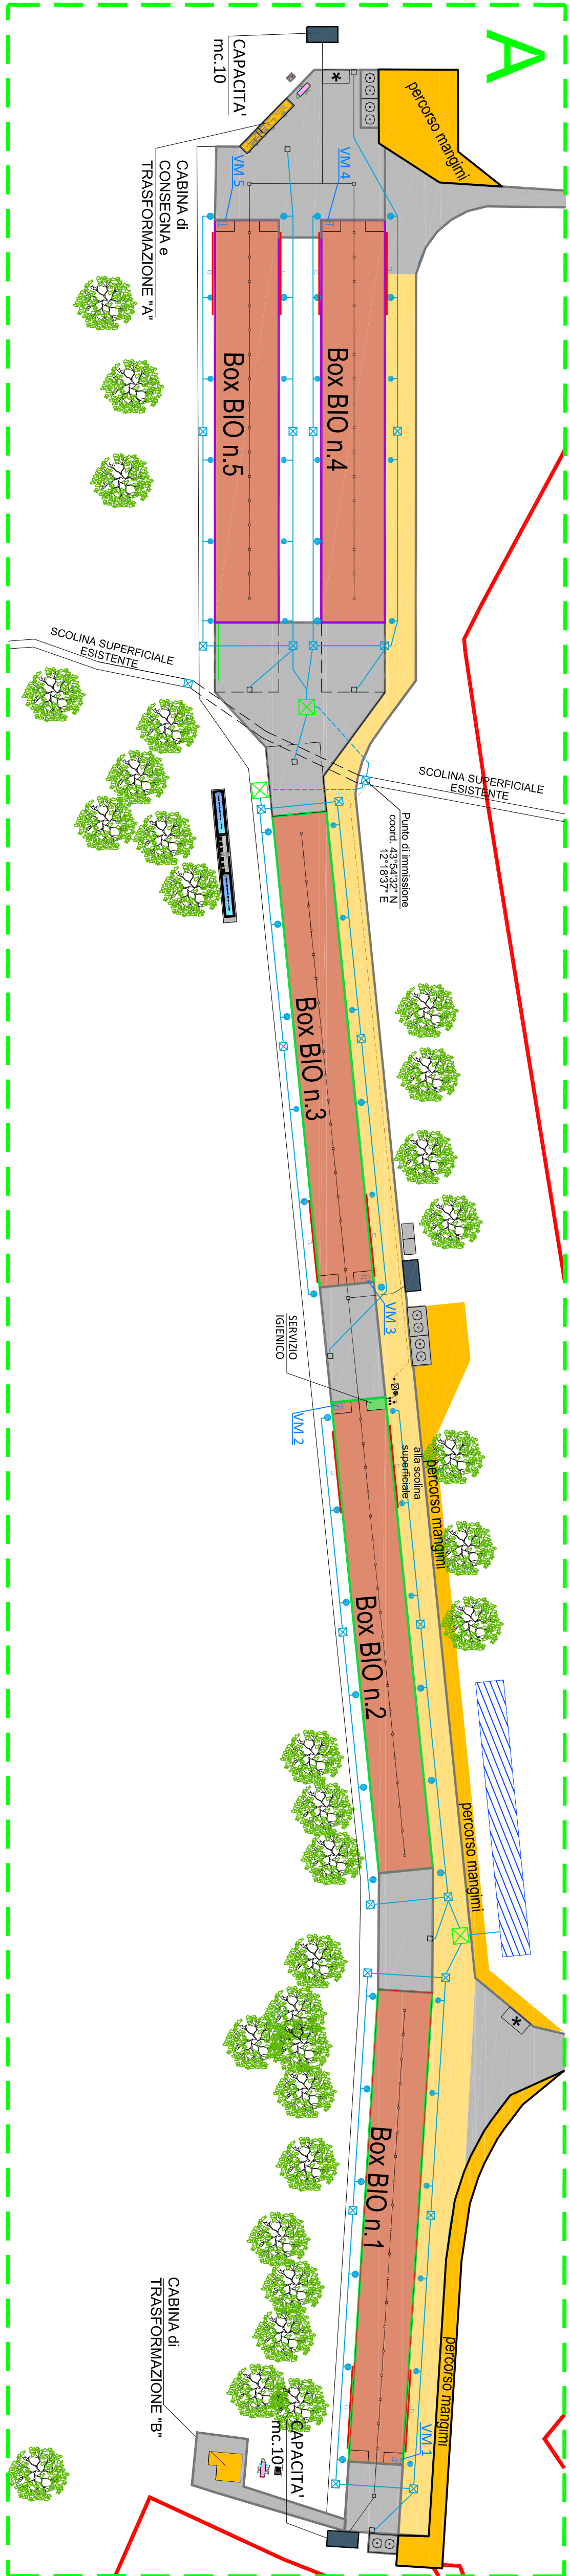 A
CAPACITA'
mc.10
*
percorso mangimi
VM 4
VM 5
CABINA di
CONSEGNA e
TRASFORMAZIONE "A"
Box BIO n.4
Box BIO n.5
SCOLINA SUPERFICIALE
ESISTENTE
SCOLINA SUPERFICIALE
ESISTENTE
Punto di immissione
coord. 43°54'32" N
12°18'37" E
Box BIO n.3
VM 3
SERVIZIO
IGIENICO
VM 2
alla scolina
superficiale
percorso mangimi
Box BIO n.2
percorso mangimi
*
Box BIO n.1
percorso mangimi
CABINA di
TRASFORMAZIONE "B"
VM 1
CAPACITA'
mc.10